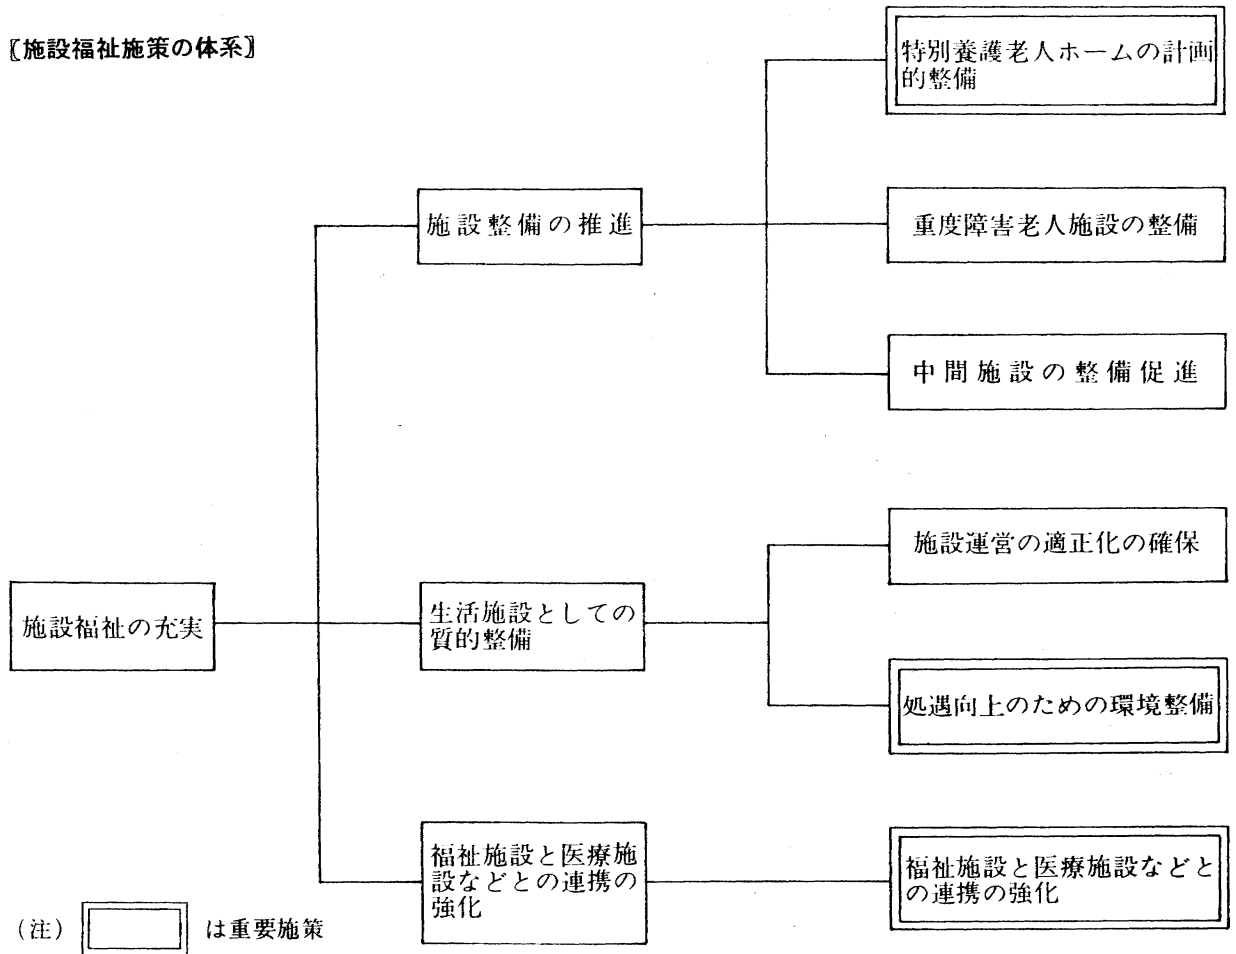 〖施設福祉施策の体系〗
特別養護老人ホームの計画
的整備
施設整備の推進
重度障害老人施設の整備
中間施設の整備促進
施設運営の適正化の確保
施設福祉の充実
生活施設としての
質的整備
処遇向上のための環境整備
福祉施設と医療施
設などとの連携の
強化
福祉施設と医療施設などと
の連携の強化
(注) は重要施策